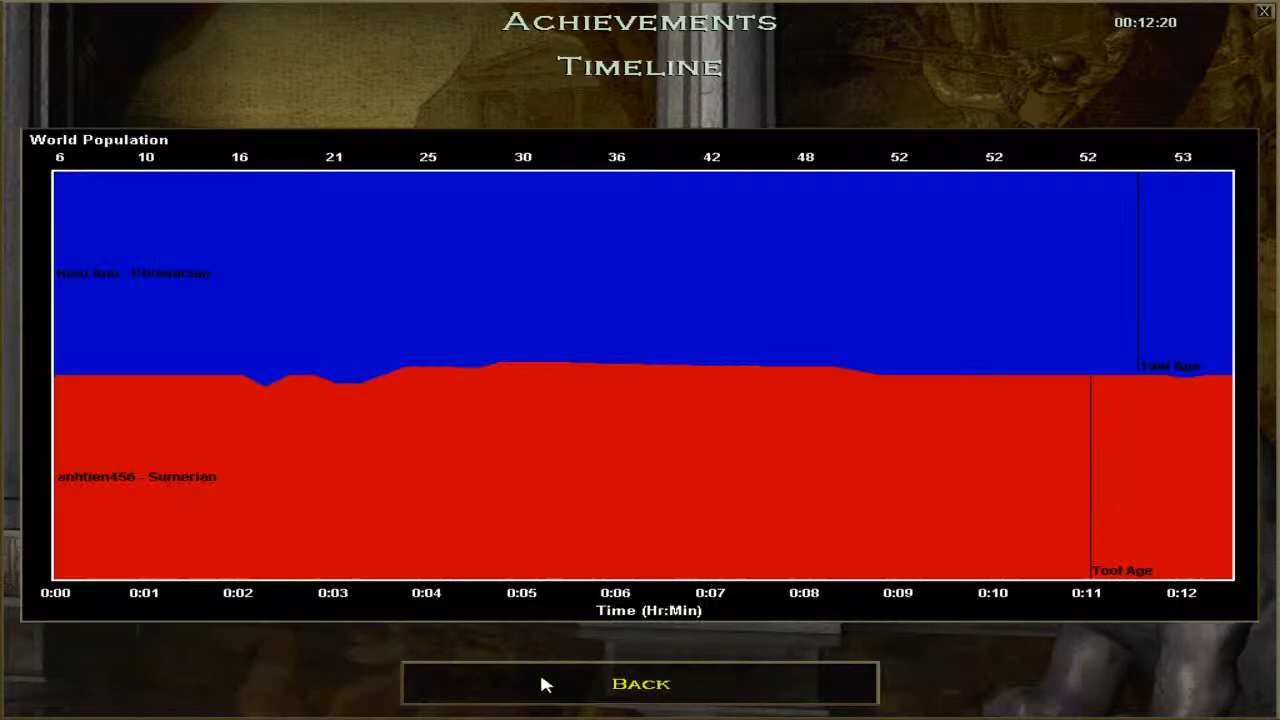 ACHIEVEMENTS
00:12:20
TIMELINE
World Population
6 10 16 21 25 30 36 42 48 52 52 52 53
Tool Age
anhtien456 - Sumerian
Tool Age
0:00 0:01 0:02 0:03 0:04 0:05 0:06 0:07 0:08 0:09 0:10 0:11 0:12
Time (Hr:Min)
BACK